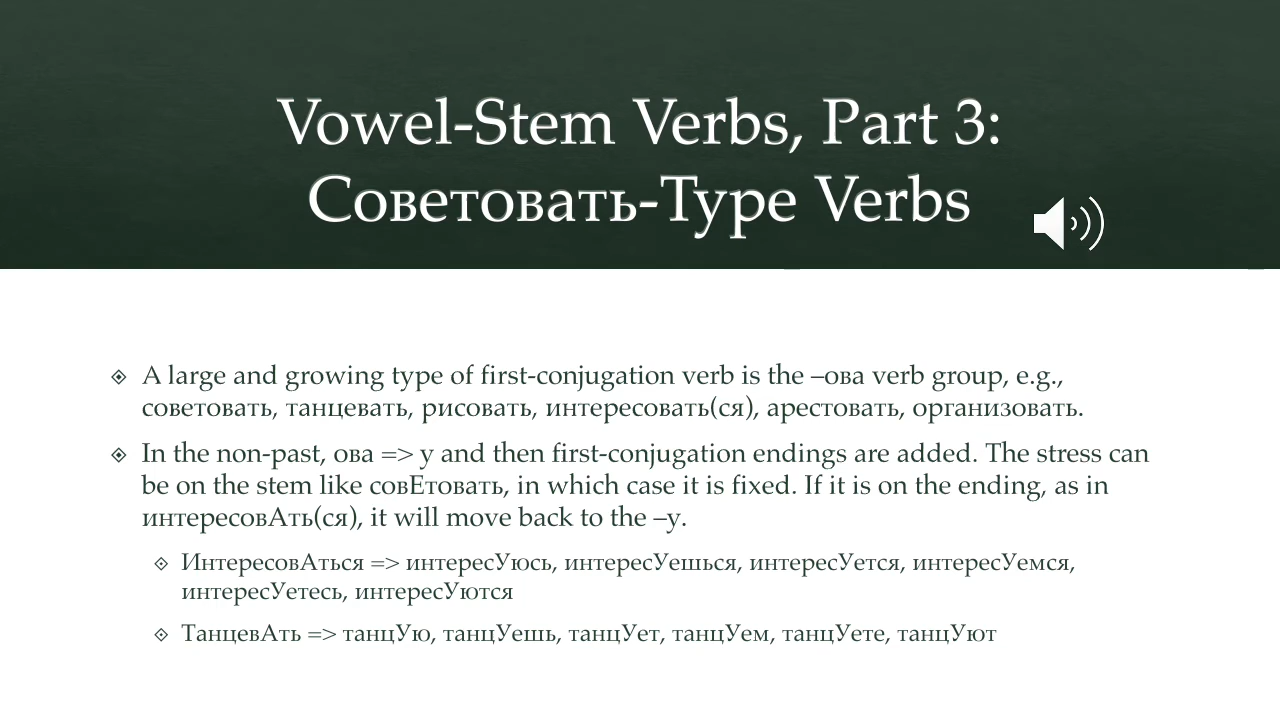 Vowel-Stem Verbs, Part 3:
Советовать-Type Verbs
A large and growing type of first-conjugation verb is the –ова verb group, e.g.,
советовать, танцевать, рисовать, интересовать(ся), арестовать, организовать.
In the non-past, ова => у and then first-conjugation endings are added. The stress can
be on the stem like совЕтовать, in which case it is fixed. If it is on the ending, as in
интересовАть(ся), it will move back to the –у.
ИнтересовАться => интересУюсь, интересУешься, интересУется, интересУемся,
интересУетесь, интересУются
ТанцевАть => танцУю, танцУешь, танцУет, танцУем, танцУете, танцУют